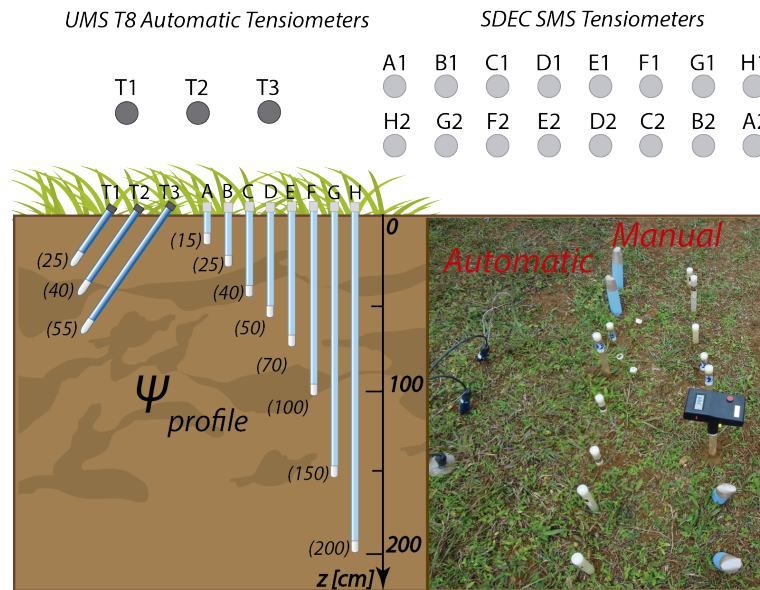 UMS T8 Automatic Tensiometers
SDEC SMS Tensiometers
A1 B1 C1 D1 E1 F1 G1 H1
T1 T2 T3
H2 G2 F2 E2 D2 C2 B2 A2
T1 T2 T3 A B C D E F G H
0
(15)
(25) (25)
(40) (40)
(55) (50)
(70)
100
(100)
Ψ profile
(150)
(200) 200
z [cm]
Automatic Manual